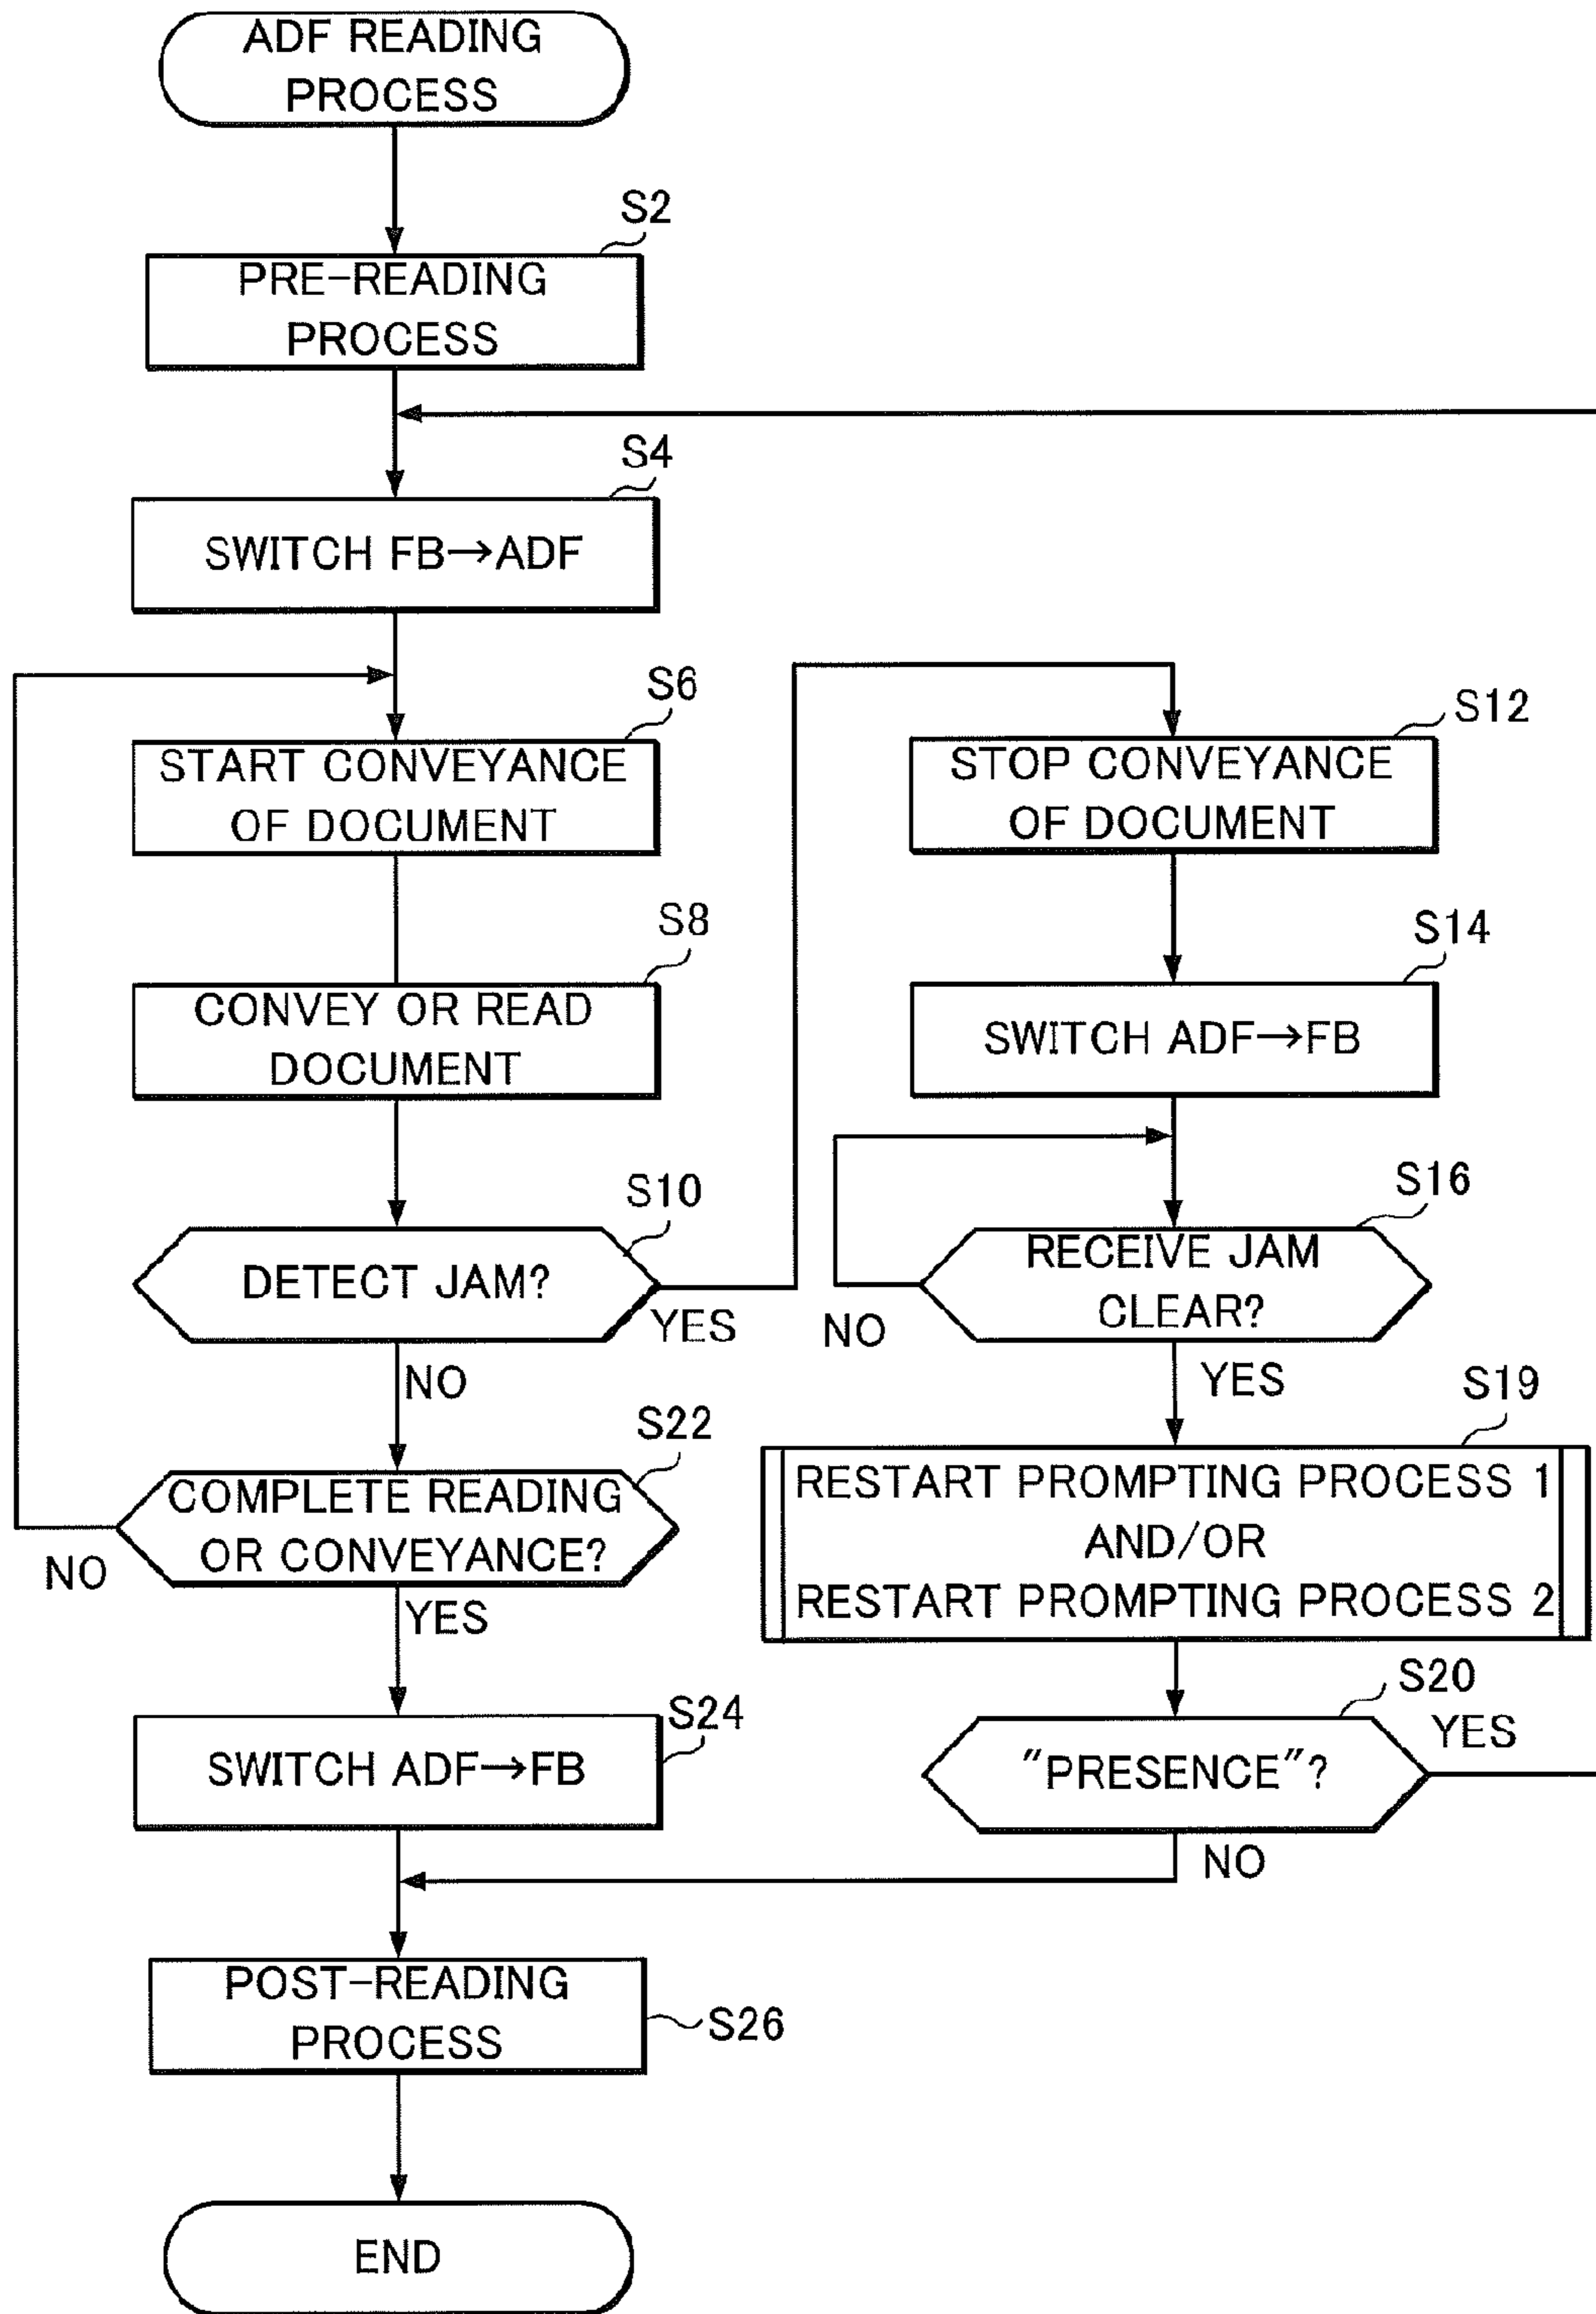 ADF READING
PROCESS
S2
PRE-READING
PROCESS
S4
SWITCH FB→ADF
S6
START CONVEYANCE
OF DOCUMENT
S8
CONVEY OR READ
DOCUMENT
S10
DETECT JAM?
YES
NO
S22
COMPLETE READING
OR CONVEYANCE?
NO
YES
S24
SWITCH ADF→FB
S12
STOP CONVEYANCE
OF DOCUMENT
S14
SWITCH ADF→FB
S16
RECEIVE JAM
CLEAR?
NO
YES
S19
RESTART PROMPTING PROCESS 1
AND/OR
RESTART PROMPTING PROCESS 2
S20
"PRESENCE"?
YES
NO
POST-READING
PROCESS
S26
END